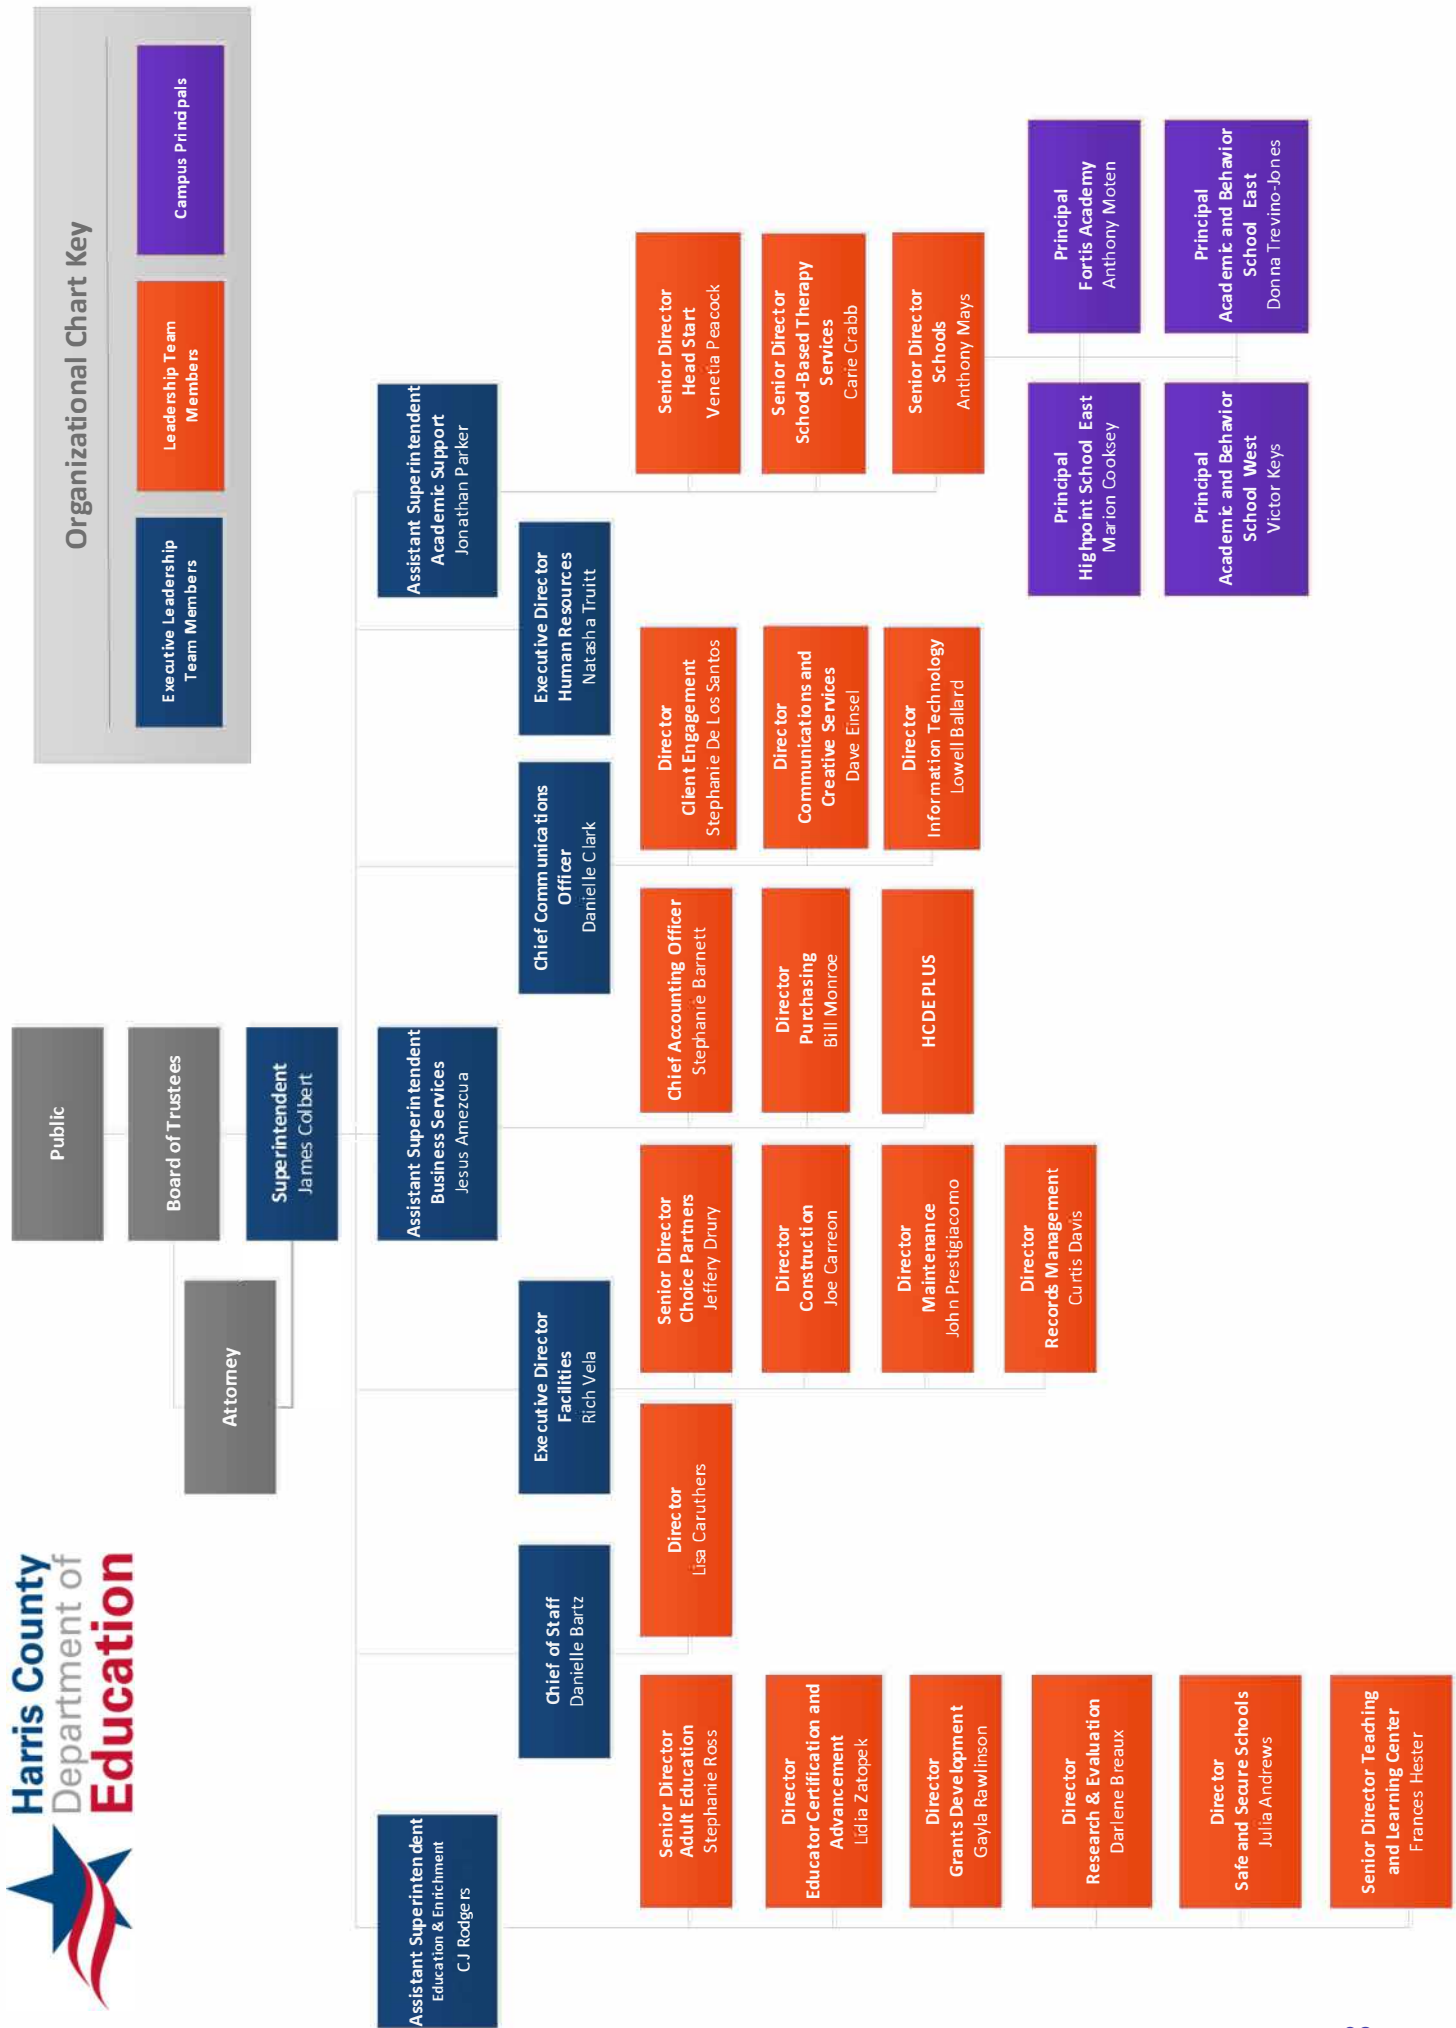 Harris County
Department of
Education
Organizational Chart Key
Executive Leadership
Team Members
Leadership Team
Members
Campus Principals
Public
Board of Trustees
Attorney
Superintendent
James Colbert
Assistant Superintendent
Education & Enrichment
CJ Rodgers
Assistant Superintendent
Business Services
Jesus Amezcua
Assistant Superintendent
Academic Support
Jonathan Parker
Chief of Staff
Danielle Bartz
Executive Director
Facilities
Rich Vela
Chief Communications
Officer
Danielle Clark
Executive Director
Human Resources
Natasha Truitt
Senior Director
Adult Education
Stephanie Ross
Director
Educator Certification and
Advancement
Lidia Zatopek
Director
Grants Development
Gayla Rawlinson
Director
Research & Evaluation
Darlene Breaux
Director
Safe and Secure Schools
Julia Andrews
Senior Director Teaching
and Learning Center
Frances Hester
Director
Lisa Caruthers
Senior Director
Choice Partners
Jeffery Drury
Director
Construction
Joe Carreon
Director
Maintenance
John Prestigiacomo
Director
Records Management
Curtis Davis
Chief Accounting Officer
Stephanie Barnett
Director
Purchasing
Bill Monroe
HCDE PLUS
Director
Client Engagement
Stephanie De Los Santos
Director
Communications and
Creative Services
Dave Einsel
Director
Information Technology
Lowell Ballard
Senior Director
Head Start
Venetia Peacock
Senior Director
School-Based Therapy
Services
Carie Crabb
Senior Director
Schools
Anthony Mays
Principal
Highpoint School East
Marion Cooksey
Principal
Fortis Academy
Anthony Moten
Principal
Academic and Behavior
School West
Victor Keys
Principal
Academic and Behavior
School East
Donna Trevino-Jones